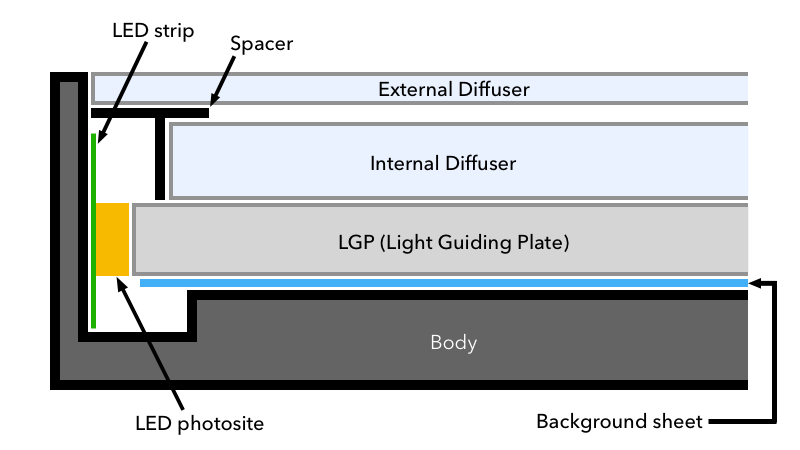 LED strip
Spacer
External Diffuser
Internal Diffuser
LGP (Light Guiding Plate)
Body
LED photosite
Background sheet